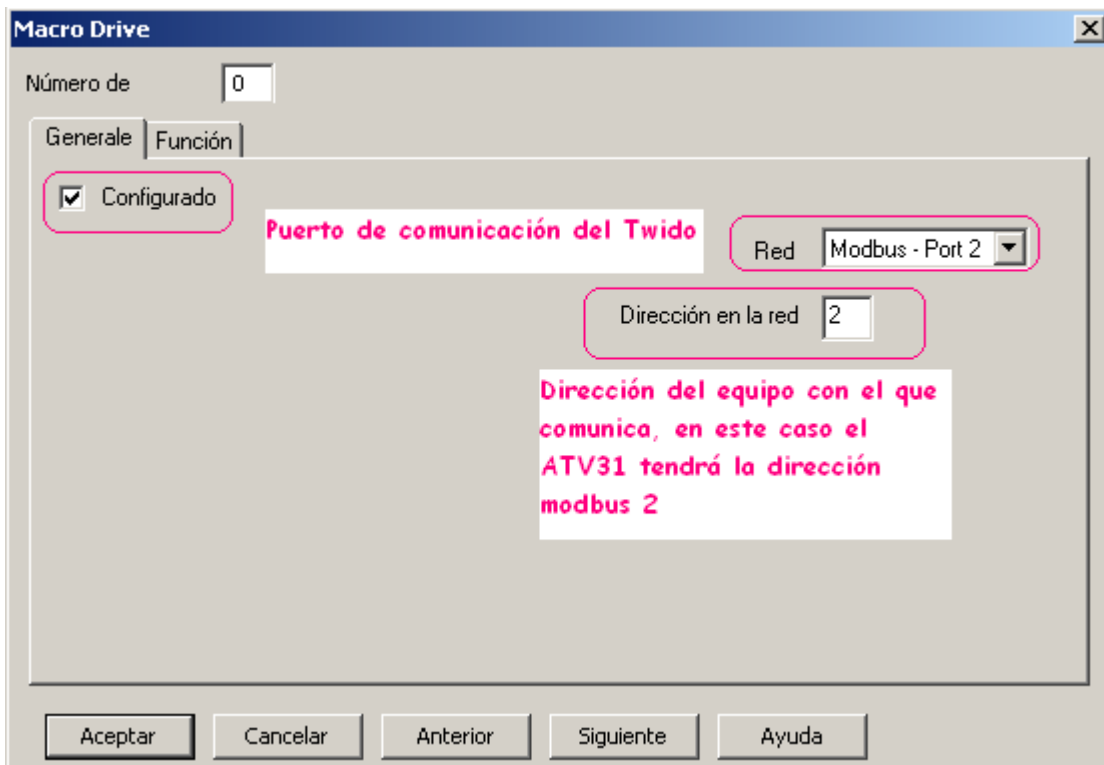 Macro Drive
Número de 0
Generale Función
Configurado
Puerto de comunicación del Twido
Red Modbus - Port 2
Dirección en la red 2
Dirección del equipo con el que
comunica, en este caso el
ATV31 tendrá la dirección
modbus 2
Aceptar Cancelar Anterior Siguiente Ayuda